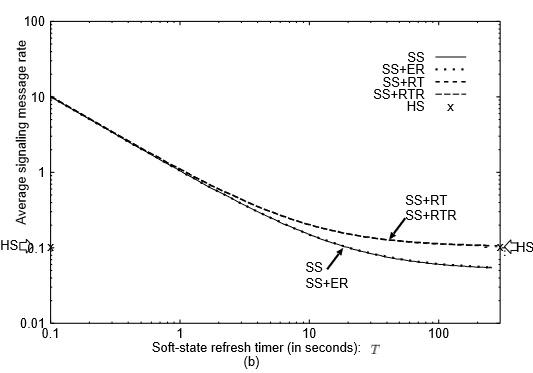 100
10
1
0.1
0.01
Average signaling message rate
SS
SS+ER
SS+RT
SS+RTR
HS x
SS+RT
SS+RTR
HS
HS
SS
SS+ER
0.1 1 10 100
Soft-state refresh timer (in seconds): T
(b)